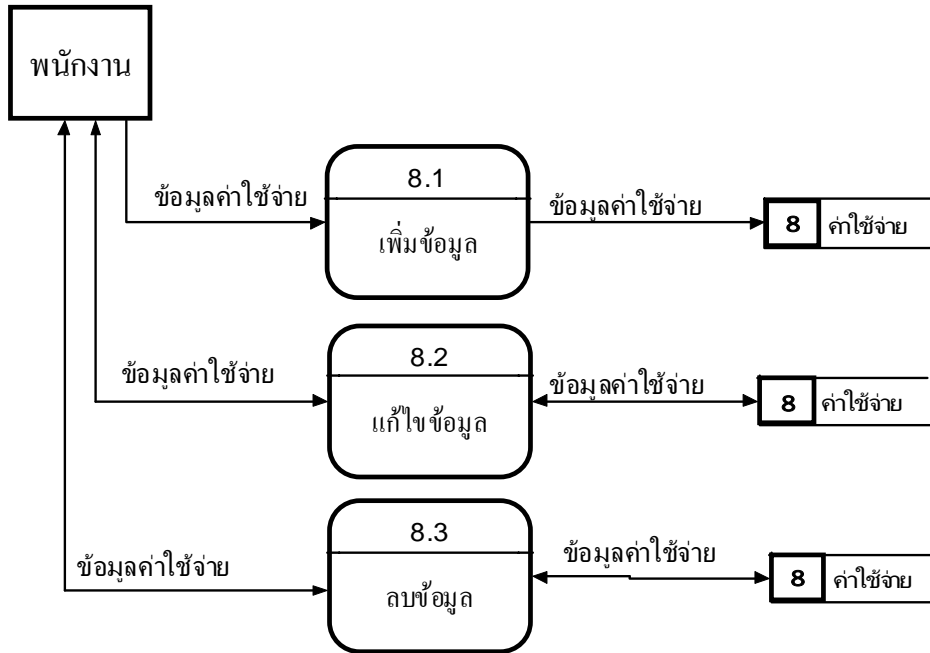 พนักงาน
8.1
เพิ่มข้อมูล
ข้อมูลค่าใช้จ่าย
ข้อมูลค่าใช้จ่าย
8 ค่าใช้จ่าย
8.2
แก้ไขข้อมูล
ข้อมูลค่าใช้จ่าย
ข้อมูลค่าใช้จ่าย
8 ค่าใช้จ่าย
8.3
ลบข้อมูล
ข้อมูลค่าใช้จ่าย
ข้อมูลค่าใช้จ่าย
8 ค่าใช้จ่าย